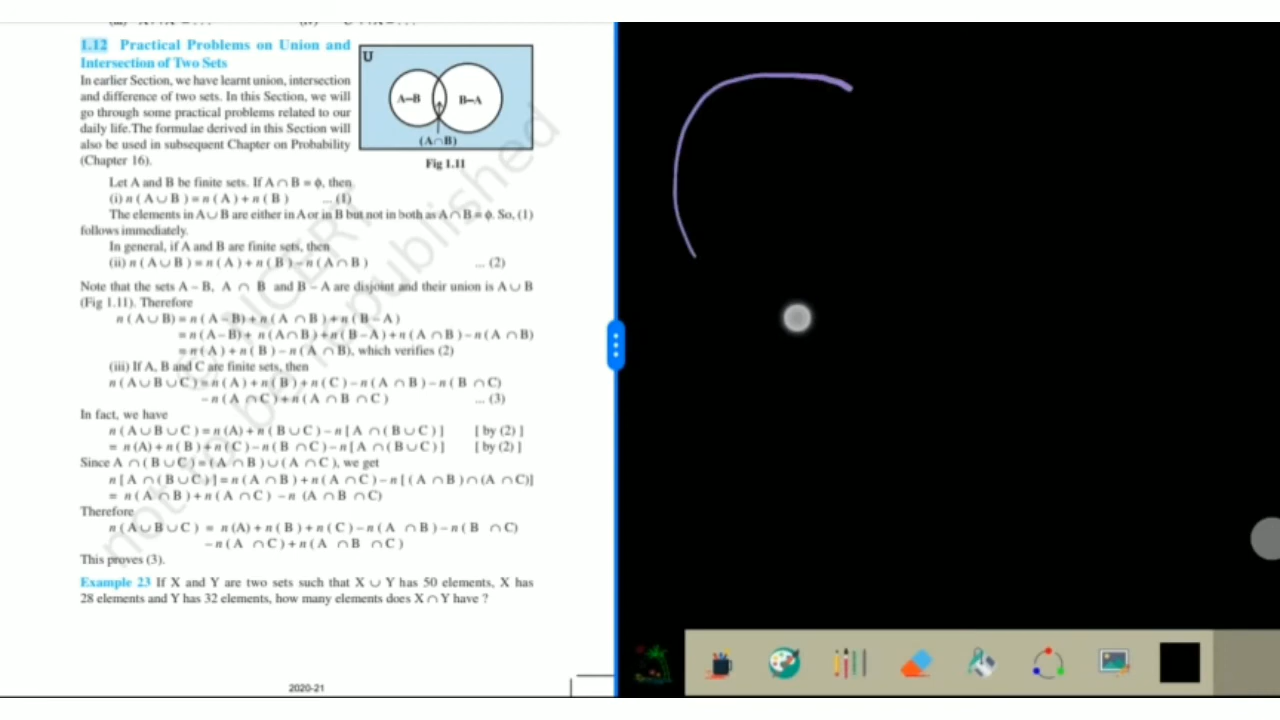 1.12 Practical Problems on Union and
Intersection of Two Sets
In earlier Section, we have learnt union, intersection
and difference of two sets. In this Section, we will
go through some practical problems related to our
daily life.The formulae derived in this Section will
also be used in subsequent Chapter on Probability
(Chapter 16).
U
A–B B–A
(A∩B)
Fig 1.11
Let A and B be finite sets. If A ∩ B = φ, then
(i) n ( A ∪ B ) = n ( A ) + n ( B ) ... (1)
The elements in A ∪ B are either in A or in B but not in both as A ∩ B = φ. So, (1)
follows immediately.
In general, if A and B are finite sets, then
(ii) n ( A ∪ B ) = n ( A ) + n ( B ) – n ( A ∩ B ) ... (2)
Note that the sets A – B, A ∩ B and B – A are disjoint and their union is A ∪ B
(Fig 1.11). Therefore
n ( A ∪ B) = n ( A – B) + n ( A ∩ B ) + n ( B – A )
= n ( A – B) + n ( A ∩ B ) + n ( B – A ) + n ( A ∩ B ) – n ( A ∩ B)
= n ( A ) + n ( B ) – n ( A ∩ B), which verifies (2)
(iii) If A, B and C are finite sets, then
n ( A ∪ B ∪ C ) = n ( A ) + n ( B ) + n ( C ) – n ( A ∩ B ) – n ( B ∩ C)
– n ( A ∩ C ) + n ( A ∩ B ∩ C ) ... (3)
In fact, we have
n ( A ∪ B ∪ C ) = n (A) + n ( B ∪ C ) – n [ A ∩ ( B ∪ C ) ] [ by (2) ]
= n (A) + n ( B ) + n ( C ) – n ( B ∩ C ) – n [ A ∩ ( B ∪ C ) ] [ by (2) ]
Since A ∩ ( B ∪ C ) = ( A ∩ B ) ∪ ( A ∩ C ), we get
n [ A ∩ ( B ∪ C ) ] = n ( A ∩ B ) + n ( A ∩ C ) – n [ ( A ∩ B ) ∩ (A ∩ C)]
= n ( A ∩ B ) + n ( A ∩ C ) – n (A ∩ B ∩ C)
Therefore
n ( A ∪ B ∪ C ) = n (A) + n ( B ) + n ( C ) – n ( A ∩ B ) – n ( B ∩ C)
– n ( A ∩ C ) + n ( A ∩ B ∩ C )
This proves (3).
Example 23 If X and Y are two sets such that X ∪ Y has 50 elements, X has
28 elements and Y has 32 elements, how many elements does X ∩ Y have ?
2020-21
© NCERT
not to be republished